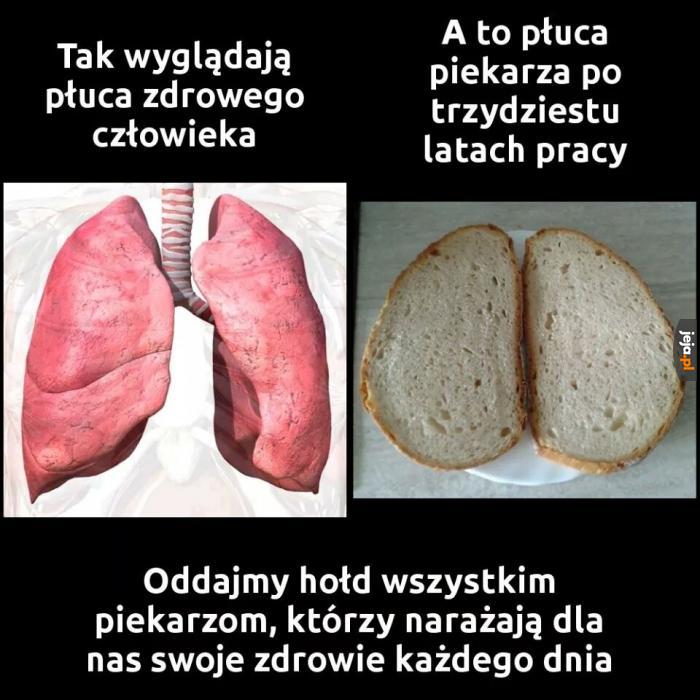 Tak wyglądają
płuca zdrowego
człowieka
A to płuca
piekarza po
trzydziestu
latach pracy
jeja.pl
Oddajmy hołd wszystkim
piekarzom, którzy narażają dla
nas swoje zdrowie każdego dnia